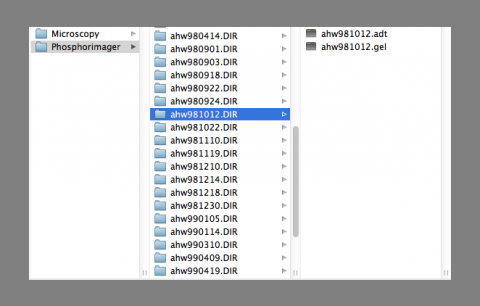 Microscopy
Phosphorimager
ahw980414.DIR
ahw980901.DIR
ahw980903.DIR
ahw980918.DIR
ahw980922.DIR
ahw980924.DIR
ahw981012.DIR
ahw981022.DIR
ahw981110.DIR
ahw981119.DIR
ahw981210.DIR
ahw981214.DIR
ahw981218.DIR
ahw981230.DIR
ahw990105.DIR
ahw990114.DIR
ahw990310.DIR
ahw990409.DIR
ahw990419.DIR
ahw981012.adt
ahw981012.gel